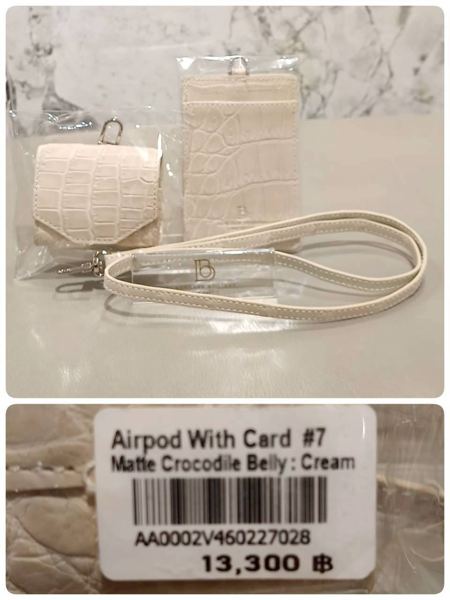 B
Airpod With Card #7
Matte Crocodile Belly : Cream
AA0002V460227028
13,300 ฿